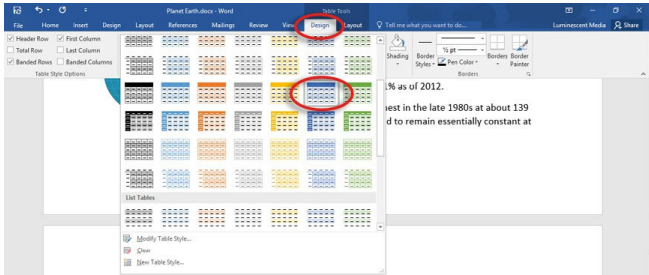 Planet Earth.docx - Word
Table Tools
File Home Insert Design Layout References Mailings Review View Design Layout Tell me what you want to do... Luminescent Media Share
Header Row First Column
Total Row Last Column
Banded Rows Banded Columns
Table Style Options
Shading
Border Styles
½ pt
Pen Color
Borders
Border Painter
Borders
1% as of 2012.
nest in the late 1980s at about 139
d to remain essentially constant at
List Tables
Modify Table Style...
Clear
New Table Style...